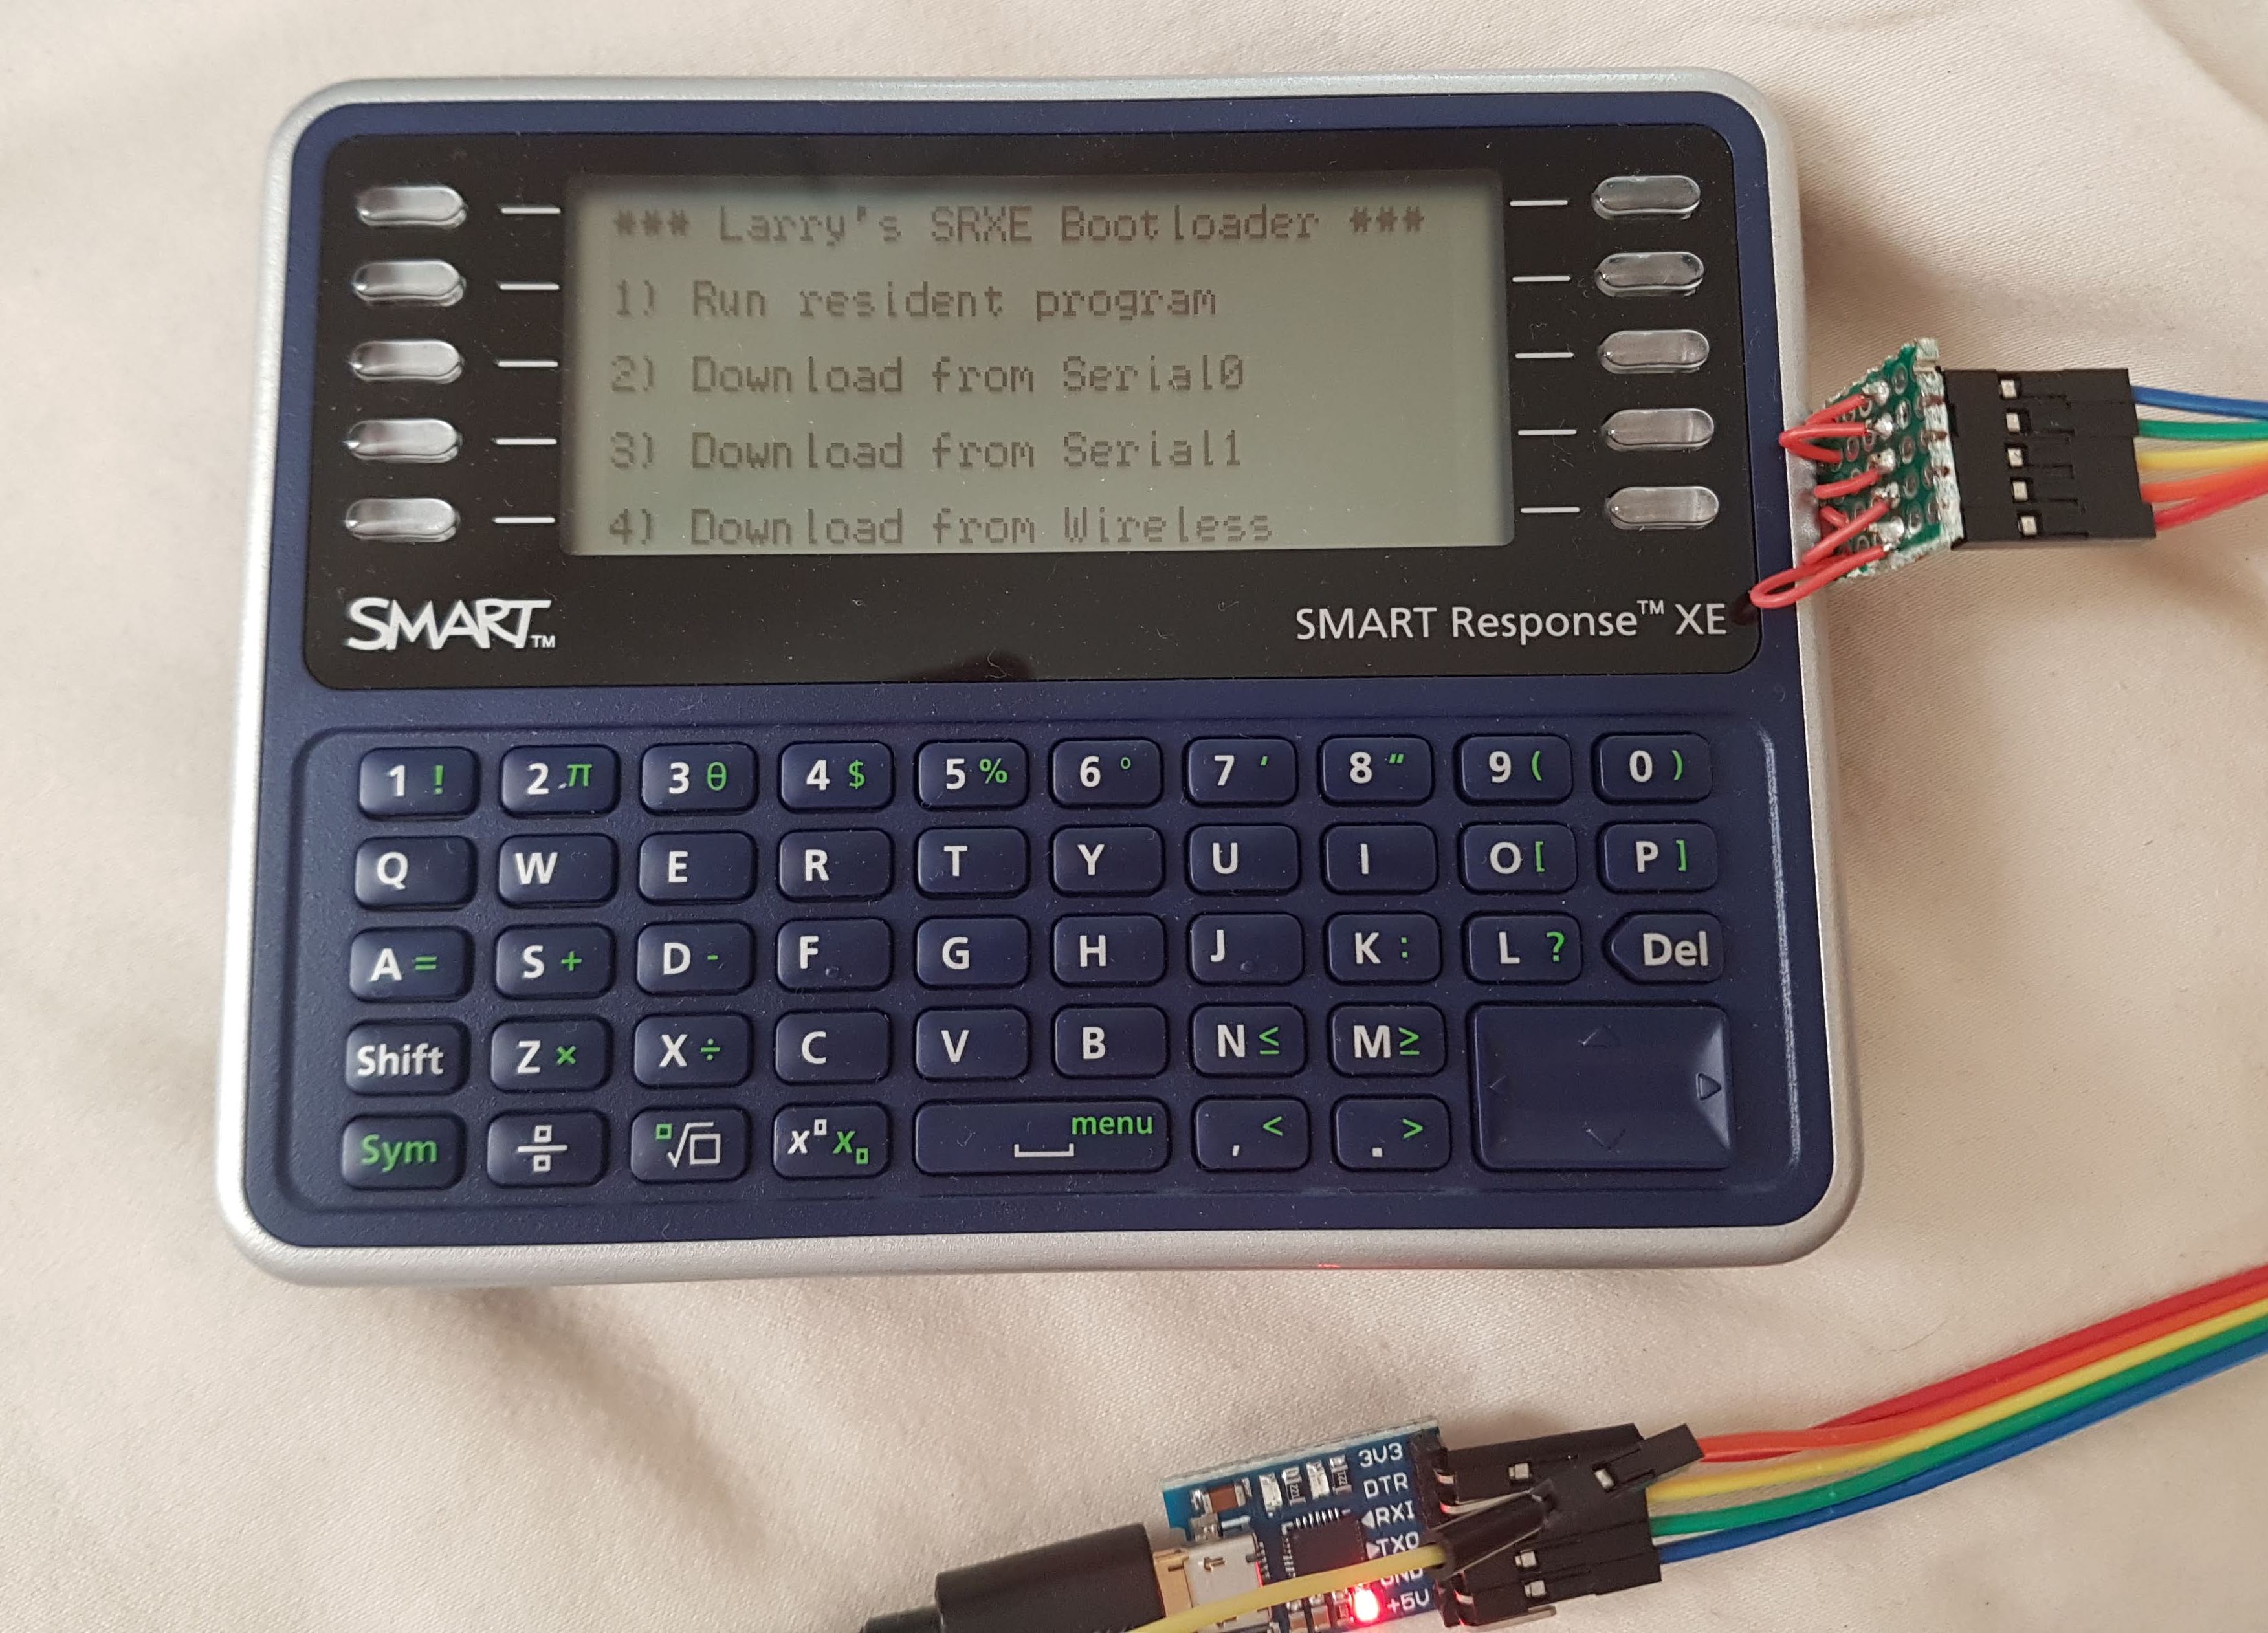 *** Larry's SRXE Bootloader ***
1) Run resident program
2) Download from Serial0
3) Download from Serial1
4) Download from Wireless
SMART™
SMART Response™ XE
1 ! 2 π 3 θ 4 $ 5 % 6 ° 7 ' 8 " 9 ( 0 )
Q W E R T Y U I O [ P ]
A = S + D - F G H J K : L ? Del
Shift Z × X ÷ C V B N ≤ M ≥
Sym √ x x menu , < . >
3V3
DTR
RXI
TXO
GND
+5V